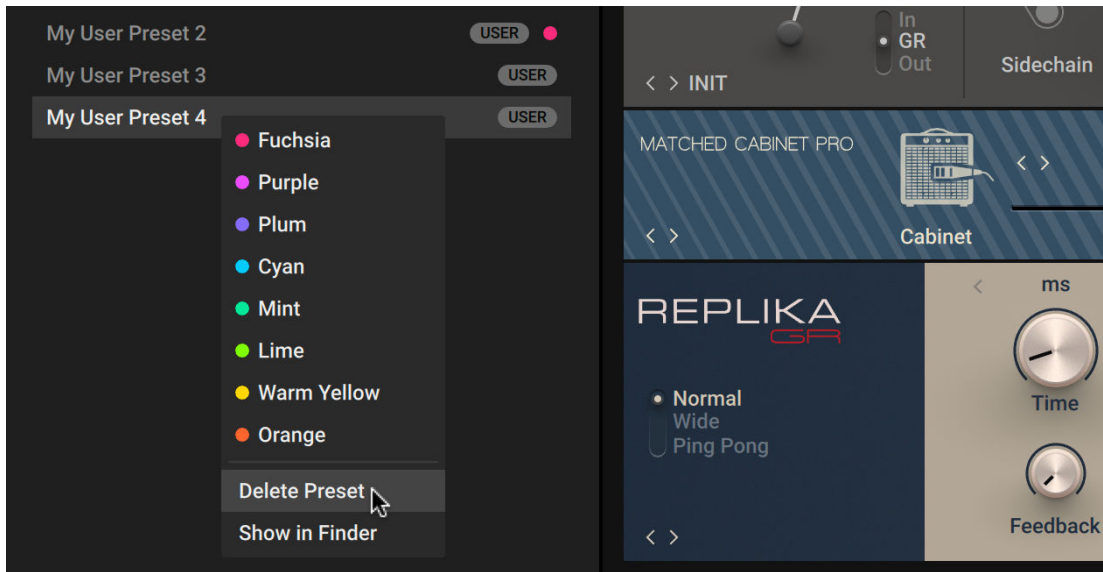 My User Preset 2 USER
My User Preset 3 USER
My User Preset 4 USER
Fuchsia
Purple
Plum
Cyan
Mint
Lime
Warm Yellow
Orange
Delete Preset
Show in Finder
In
GR
Out
Sidechain
INIT
MATCHED CABINET PRO
Cabinet
REPLIKA
GR
Normal
Wide
Ping Pong
ms
Time
Feedback